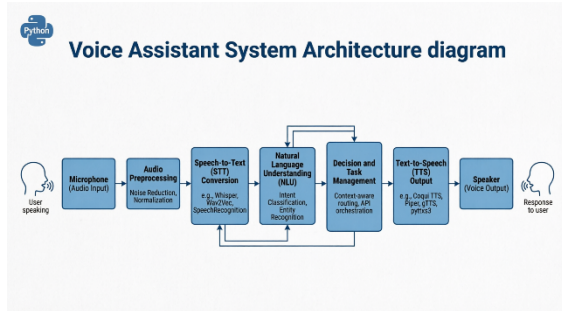 Python
Voice Assistant System Architecture diagram
User
speaking
Microphone
(Audio Input)
Audio
Preprocessing
Noise Reduction,
Normalization
Speech-to-Text
(STT)
Conversion
e.g., Whisper,
Wav2Vec,
SpeechRecognition
Natural
Language
Understanding
(NLU)
Intent
Classification,
Entity
Recognition
Decision and
Task
Management
Context-aware
routing, API
orchestration
Text-to-Speech
(TTS)
Output
e.g., Coqui TTS,
Piper, gTTS,
pyttxs3
Speaker
(Voice Output)
Response
to user